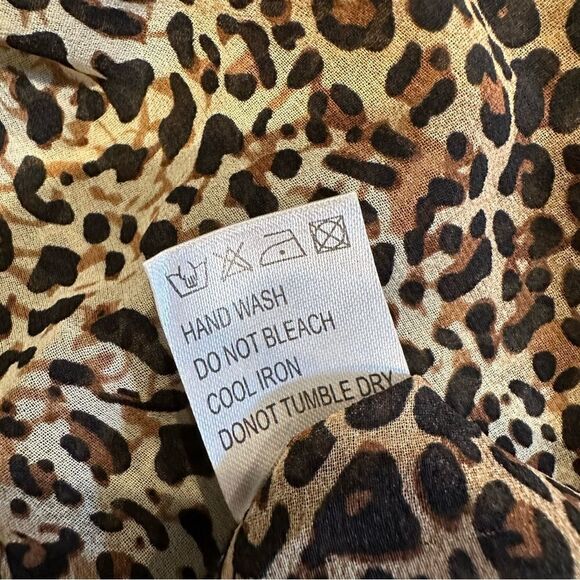 HAND WASH
DO NOT BLEACH
COOL IRON
DONOT TUMBLE DRY